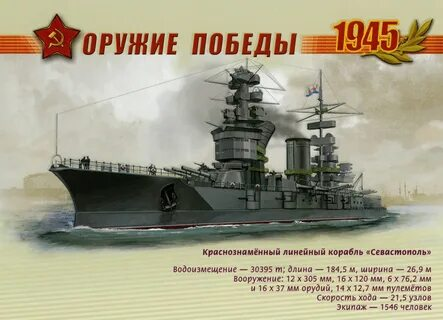 ОРУЖИЕ ПОБЕДЫ
1945
Краснознамённый линейный корабль «Севастополь»
Водоизмещение — 30395 т; длина — 184,5 м, ширина — 26,9 м
Вооружение: 12 x 305 мм, 16 x 120 мм, 6 x 76,2 мм
и 16 x 37 мм орудий, 14 x 12,7 мм пулемётов
Скорость хода — 21,5 узлов
Экипаж — 1546 человек